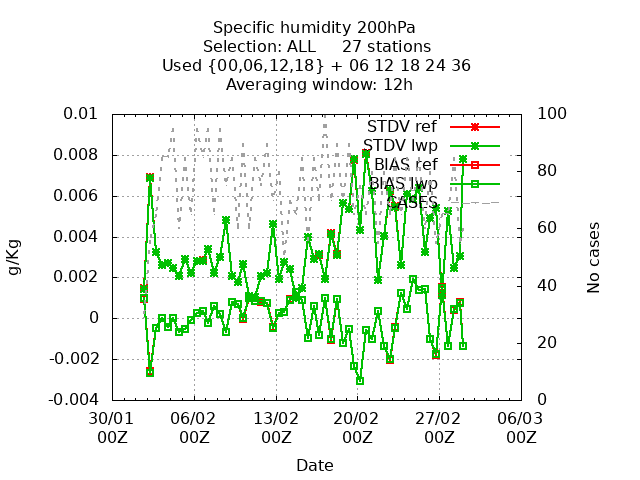 Specific humidity 200hPa
Selection: ALL 27 stations
Used {00,06,12,18} + 06 12 18 24 36
Averaging window: 12h
0.01
0.008
0.006
0.004
0.002
0
-0.002
-0.004
g/Kg
100
80
60
40
20
0
No cases
STDV ref
STDV lwp
BIAS ref
BIAS lwp
CASES
30/01 06/02 13/02 20/02 27/02 06/03
00Z 00Z 00Z 00Z 00Z 00Z
Date